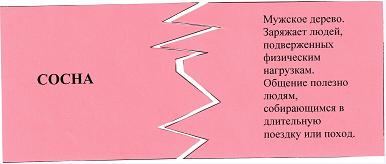 СОСНА
Мужское дерево.
Заряжает людей,
подверженных
физическим
нагрузкам.
Общение полезно
людям,
собирающимся в
длительную
поездку или поход.